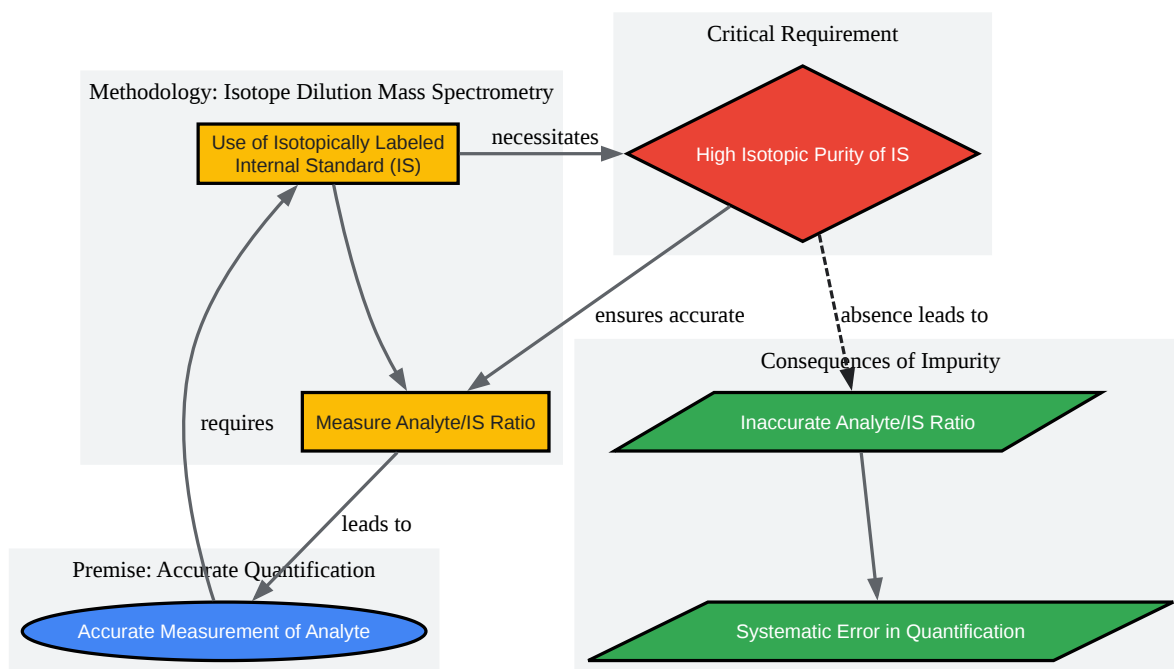 Critical Requirement
Methodology: Isotope Dilution Mass Spectrometry
Use of Isotopically Labeled
Internal Standard (IS)
necessitates
High Isotopic Purity of IS
ensures accurate
absence leads to
Consequences of Impurity
requires
Measure Analyte/IS Ratio
Inaccurate Analyte/IS Ratio
leads to
Premise: Accurate Quantification
Accurate Measurement of Analyte
Systematic Error in Quantification